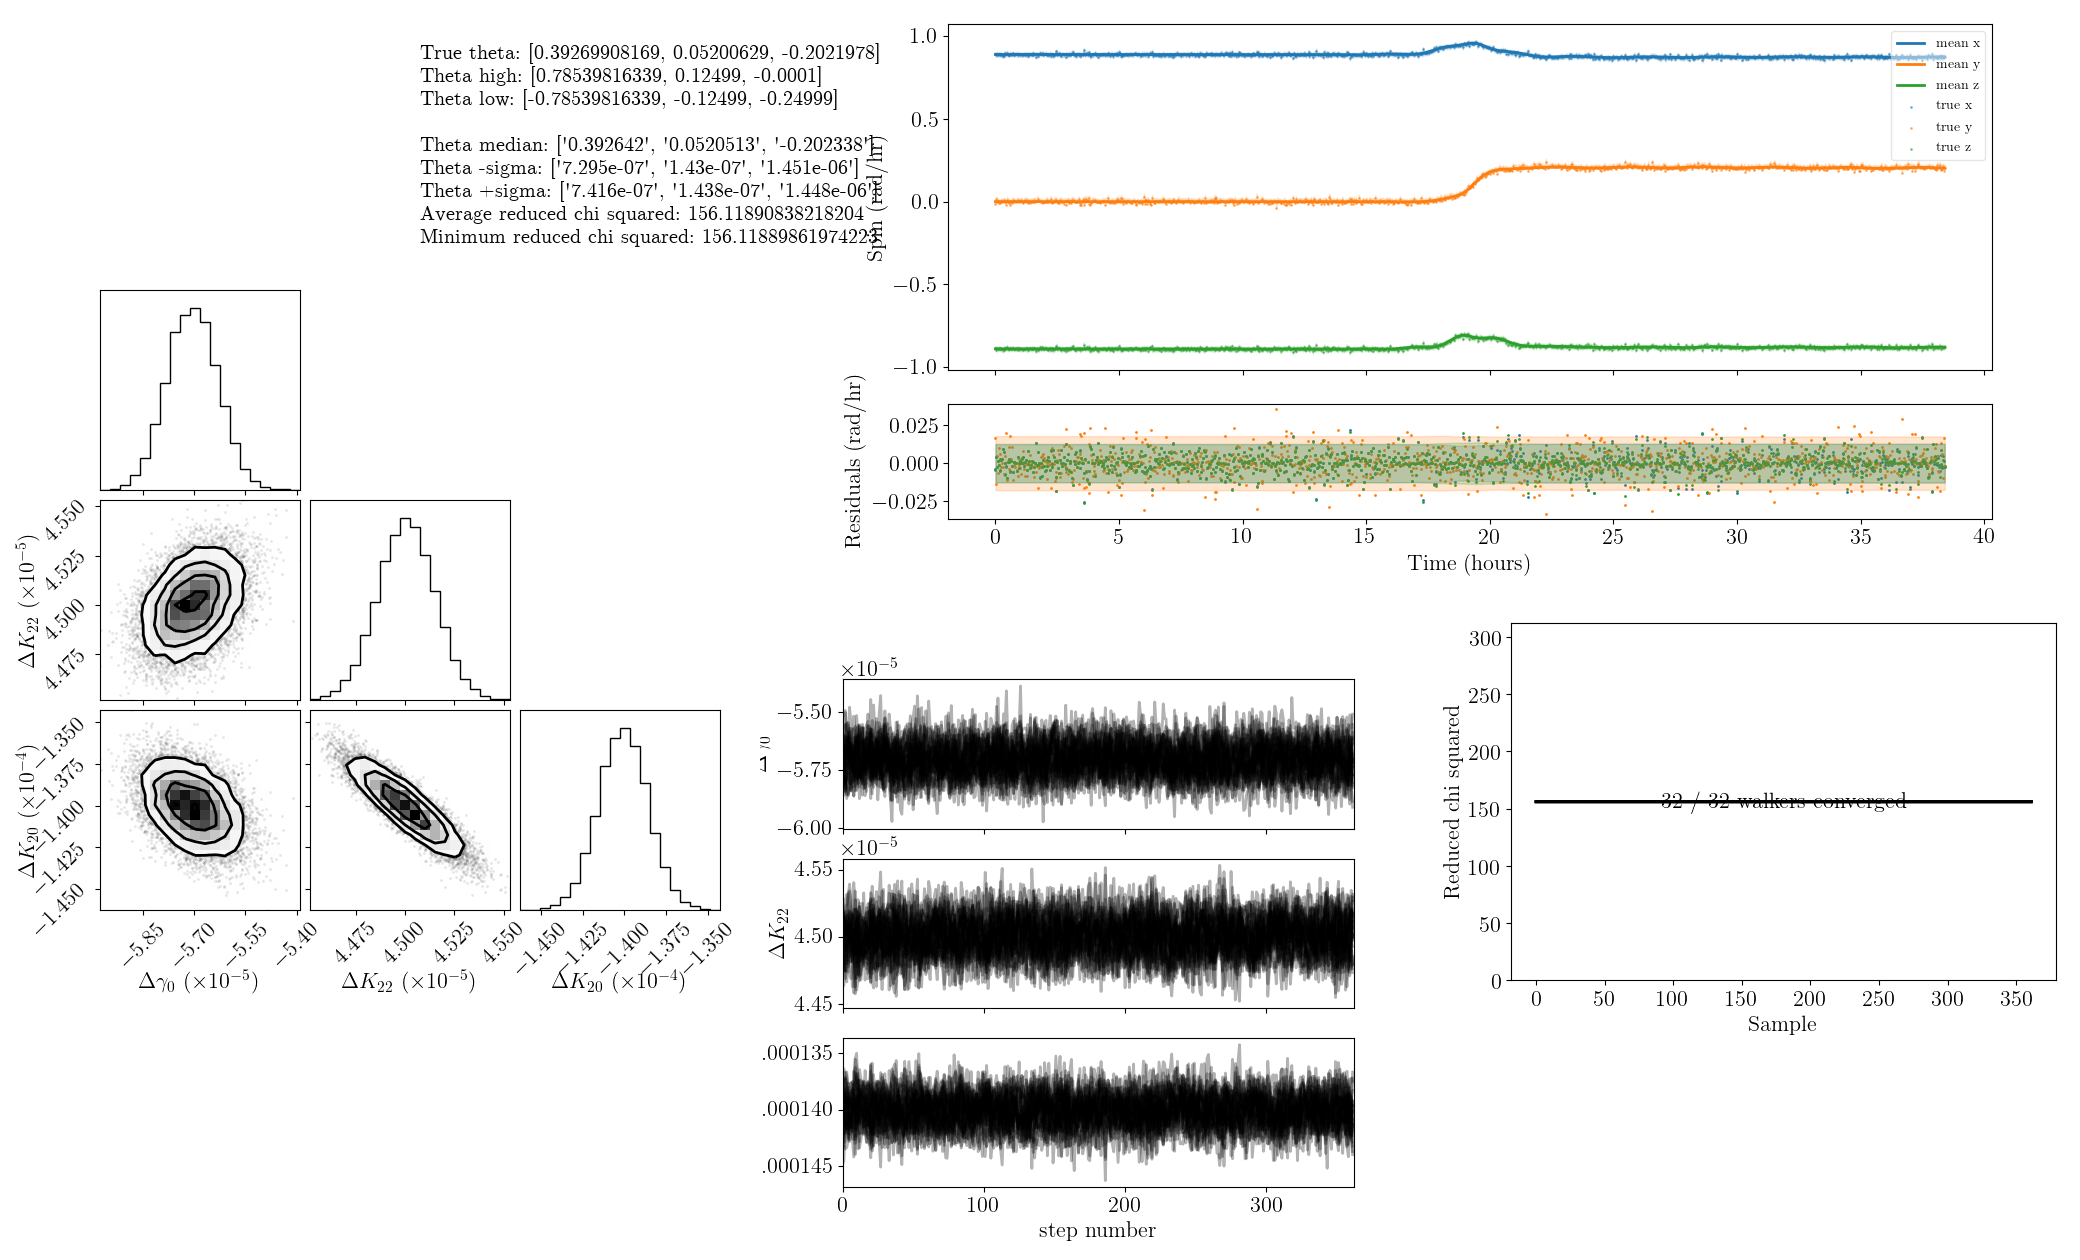 True theta: [0.39269908169, 0.05200629, -0.2021978]
Theta high: [0.78539816339, 0.12499, -0.0001]
Theta low: [-0.78539816339, -0.12499, -0.24999]
Theta median: ['0.392642', '0.0520513', '-0.202338']
Theta -sigma: ['7.295e-07', '1.43e-07', '1.451e-06']
Theta +sigma: ['7.416e-07', '1.438e-07', '1.448e-06']
Average reduced chi squared: 156.11890838218204
Minimum reduced chi squared: 156.11889861974223
Spin (rad/hr)
1.0
0.5
0.0
−0.5
−1.0
mean x
mean y
mean z
true x
true y
true z
Residuals (rad/hr)
0.025
0.000
−0.025
0 5 10 15 20 25 30 35 40
Time (hours)
ΔK₂₂ (×10⁻⁵)
4.550
4.525
4.500
4.475
ΔK₂₀ (×10⁻⁴)
−1.350
−1.375
−1.400
−1.425
−1.450
−5.85 −5.70 −5.55 −5.40
Δγ₀ (×10⁻⁵)
4.475 4.500 4.525 4.550
ΔK₂₂ (×10⁻⁵)
−1.450 −1.425 −1.400 −1.375 −1.350
ΔK₂₀ (×10⁻⁴)
×10⁻⁵
−5.50
−5.75
−6.00
Δγ₀
×10⁻⁵
4.55
4.50
4.45
ΔK₂₂
.000135
.000140
.000145
0 100 200 300
step number
Reduced chi squared
300
250
200
150
100
50
0
32 / 32 walkers converged
0 50 100 150 200 250 300 350
Sample